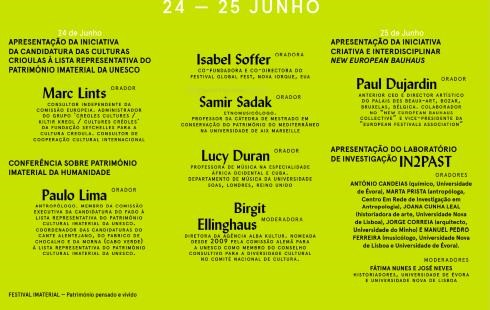 24 — 25 JUNHO
24 de Junho
APRESENTAÇÃO DA INICIATIVA
DA CANDIDATURA DAS CULTURAS
CRIOULAS À LISTA REPRESENTATIVA DO
PATRIMÓNIO IMATERIAL DA UNESCO
Marc Lints ORADOR
CONSULTOR INDEPENDENTE DA
COMISSÃO EUROPEIA. ADMINISTRADOR
DO GRUPO "CREOLES CULTURES /
KILTIR KREOL / CULTURES CRÉOLES"
DA FUNDAÇÃO SEYCHELLES PARA A
CULTURA CREOULA. CONSULTOR DE
COOPERAÇÃO CULTURAL INTERNACIONAL
CONFERÊNCIA SOBRE PATRIMÓNIO
IMATERIAL DA HUMANIDADE
Paulo Lima ORADOR
ANTROPÓLOGO. MEMBRO DA COMISSÃO
EXECUTIVA DA CANDIDATURA DO FADO À
LISTA REPRESENTATIVA DO PATRIMÓNIO
CULTURAL IMATERIAL DA UNESCO.
COORDENADOR DAS CANDIDATURAS DO
CANTE ALENTEJANO, DO FABRICO DE
CHOCALHO E DA MORNA (CABO VERDE)
À LISTA REPRESENTATIVA DO PATRIMÓNIO
CULTURAL IMATERIAL DA UNESCO.
FESTIVAL IMATERIAL — Património pensado e vivido
Isabel Soffer ORADORA
CO-FUNDADORA E CO-DIRECTORA DO
FESTIVAL GLOBAL FEST, NOVA IORQUE, EUA
Samir Sadak ORADOR
ETNOMUSICÓLOGO.
PROFESSOR DA CÁTEDRA DE MESTRADO EM
CONSERVAÇÃO DO PATRIMÓNIO DO MEDITERRÂNEO
NA UNIVERSIDADE DE AIX MARSEILLE
Lucy Duran ORADOR
PROFESSORA DE MÚSICA NA ESPECIALIDADE
ÁFRICA OCIDENTAL E CUBA.
DEPARTAMENTO DE MÚSICA DA UNIVERSIDADE
SOAS, LONDRES, REINO UNIDO
Birgit
Ellinghaus MODERADORA
DIRETORA DA AGÊNCIA ALBA KULTUR. NOMEADA
DESDE 2009 PELA COMISSÃO ALEMÃ PARA
A UNESCO COMO MEMBRO DO CONSELHO
CONSULTIVO PARA A DIVERSIDADE CULTURAL
NO COMITÉ NACIONAL DE CULTURA.
25 de Junho
APRESENTAÇÃO DA INICIATIVA
CRIATIVA E INTERDISCIPLINAR
NEW EUROPEAN BAUHAUS
Paul Dujardin ORADOR
ANTERIOR CEO E DIRECTOR ARTÍSTICO
DO PALAIS DES BEAUX-ART, BOZAR,
BRUXELAS, BÉLGICA. COLABORADOR
NO "NEW EUROPEAN BAUHAUS
COLLECTIVE" E VICE-PRESIDENTE DA
"EUROPEAN FESTIVALS ASSOCIATION"
APRESENTAÇÃO DO LABORATÓRIO
DE INVESTIGAÇÃO IN2PAST
ORADORES
ANTÓNIO CANDEIAS (químico, Universidade
de Évora), MARTA PRISTA (antropóloga,
Centro Em Rede de Investigação em
Antropologia), JOANA CUNHA LEAL
(historiadora de arte, Universidade Nova
de Lisboa), JORGE CORREIA (arquitecto,
Universidade do Minho) E MANUEL PEDRO
FERREIRA (musicólogo, Universidade Nova
de Lisboa e Universidade de Évora).
MODERADORES
FÁTIMA NUNES E JOSÉ NEVES
HISTORIADORES, UNIVERSIDADE DE ÉVORA
E UNIVERSIDADE NOVA DE LISBOA